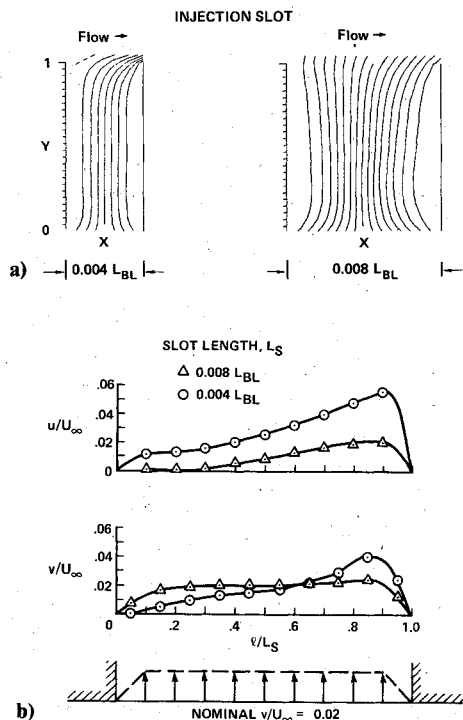 INJECTION SLOT
Flow → Flow →
1
Y
0
X X
a) 0.004 L_BL 0.008 L_BL
SLOT LENGTH, L_S
△ 0.008 L_BL
○ 0.004 L_BL
.06
.04
u/U∞
.02
0
.06
.04
v/U∞
.02
0 .2 .4 .6 .8 1.0
ℓ/L_S
b) NOMINAL v/U∞ = 0.02